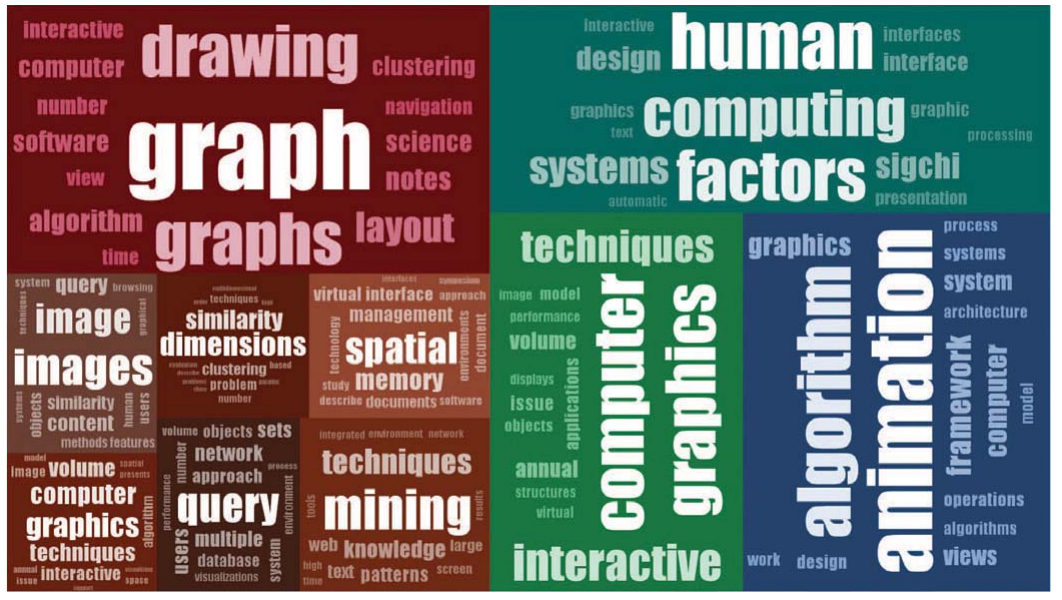 interactive
drawing
computer
clustering
number
navigation
graph
software
science
view
notes
algorithm
graphs
layout
time
interactive
human
interfaces
design
interface
graphics
computing
graphic
text
processing
systems
factors
sigchi
automatic
presentation
system
query
browsing
techniques
image
graphical
images
systems
objects
similarity
human
users
content
methods
features
multidimensional
order
techniques
high
similarity
dimensions
evaluation
describe
clustering
based
problem
number
interfaces
symposium
virtual
interface
approach
management
technology
spatial
environments
document
memory
study
describe
documents
software
techniques
image
model
performance
volume
computer
graphics
displays
issue
objects
applications
annual
structures
virtual
interactive
graphics
process
systems
system
algorithm
animation
architecture
framework
computer
model
operations
algorithms
work
design
views
model
image
volume
spatial
presents
computer
graphics
algorithm
techniques
annual
issue
interactive
space
support
volume
objects
sets
performance
number
network
approach
process
query
environment
users
multiple
database
system
visualizations
integrated
environment
network
techniques
tools
mining
results
web
knowledge
large
high
time
text
patterns
screen